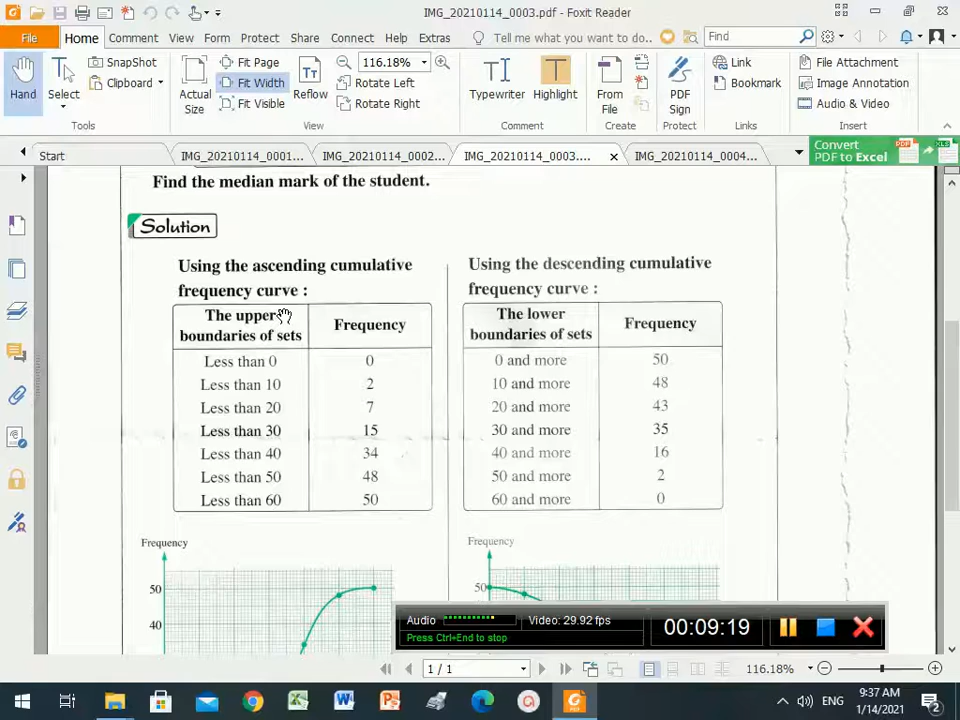 IMG_20210114_0003.pdf - Foxit Reader
File Home Comment View Form Protect Share Connect Help Extras Tell me what you want to do.. Find
Hand
Select
SnapShot
Clipboard
Tools
Actual Size
Fit Page
Fit Width
Fit Visible
Reflow
116.18%
Rotate Left
Rotate Right
View
Typewriter
Highlight
Comment
From File
Create
PDF Sign
Protect
Link
Bookmark
Links
File Attachment
Image Annotation
Audio & Video
Insert
Start IMG_20210114_0001.... IMG_20210114_0002... IMG_20210114_0003.... IMG_20210114_0004....
Convert
PDF to Excel
Find the median mark of the student.
Solution
Using the ascending cumulative
frequency curve :
The upper boundaries of sets Frequency
Less than 0 0
Less than 10 2
Less than 20 7
Less than 30 15
Less than 40 34
Less than 50 48
Less than 60 50
Frequency
50
40
Using the descending cumulative
frequency curve :
The lower boundaries of sets Frequency
0 and more 50
10 and more 48
20 and more 43
30 and more 35
40 and more 16
50 and more 2
60 and more 0
Frequency
50
Audio Video: 29.92 fps
Press Ctrl+End to stop
00:09:19
1 / 1
116.18%
ENG
9:37 AM
1/14/2021
2